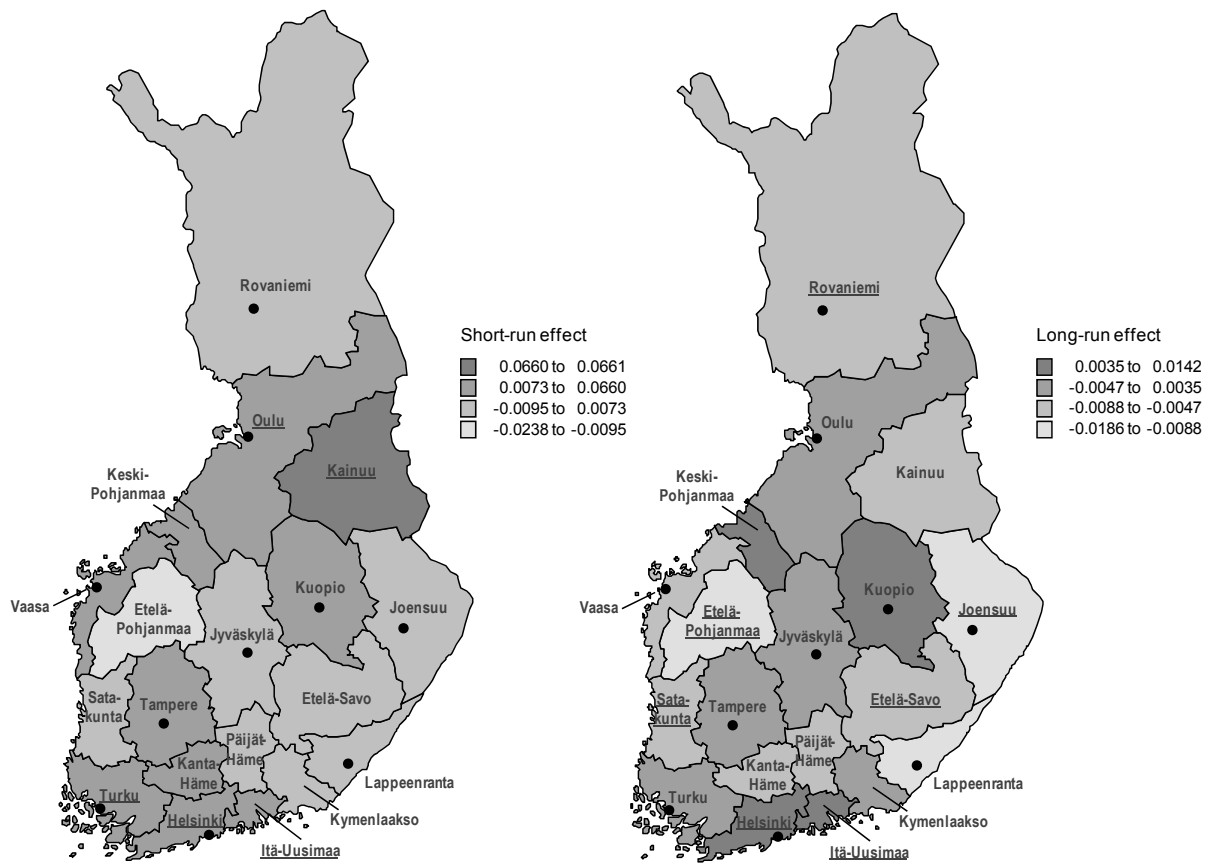 Rovaniemi
Short-run effect
0.0660 to 0.0661
0.0073 to 0.0660
-0.0095 to 0.0073
-0.0238 to -0.0095
Oulu
Kainuu
Keski-
Pohjanmaa
Vaasa
Etelä-
Pohjanmaa
Kuopio
Joensuu
Jyväskylä
Sata-
kunta
Tampere
Etelä-Savo
Päijät-
Häme
Kanta-
Häme
Lappeenranta
Turku
Helsinki
Kymenlaakso
Itä-Uusimaa
Rovaniemi
Long-run effect
0.0035 to 0.0142
-0.0047 to 0.0035
-0.0088 to -0.0047
-0.0186 to -0.0088
Oulu
Kainuu
Keski-
Pohjanmaa
Vaasa
Etelä-
Pohjanmaa
Kuopio
Joensuu
Jyväskylä
Sata-
kunta
Tampere
Etelä-Savo
Päijät-
Häme
Kanta-
Häme
Lappeenranta
Turku
Helsinki
Kymenlaakso
Itä-Uusimaa